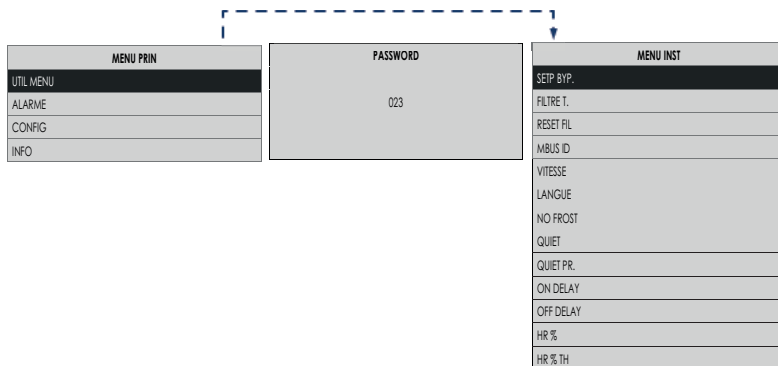 MENU PRIN
UTIL MENU
ALARME
CONFIG
INFO
PASSWORD
023
MENU INST
SETP BYP.
FILTRE T.
RESET FIL
MBUS ID
VITESSE
LANGUE
NO FROST
QUIET
QUIET PR.
ON DELAY
OFF DELAY
HR %
HR % TH